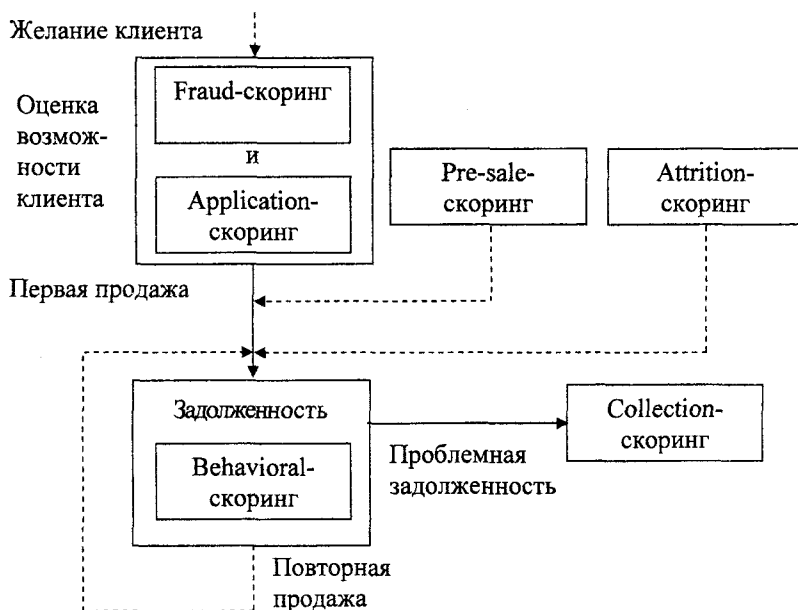 Желание клиента
Fraud-скоринг
и
Application-
скоринг
Оценка
возмож-
ности
клиента
Pre-sale-
скоринг
Attrition-
скоринг
Первая продажа
Задолженность
Behavioral-
скоринг
Проблемная
задолженность
Collection-
скоринг
Повторная
продажа